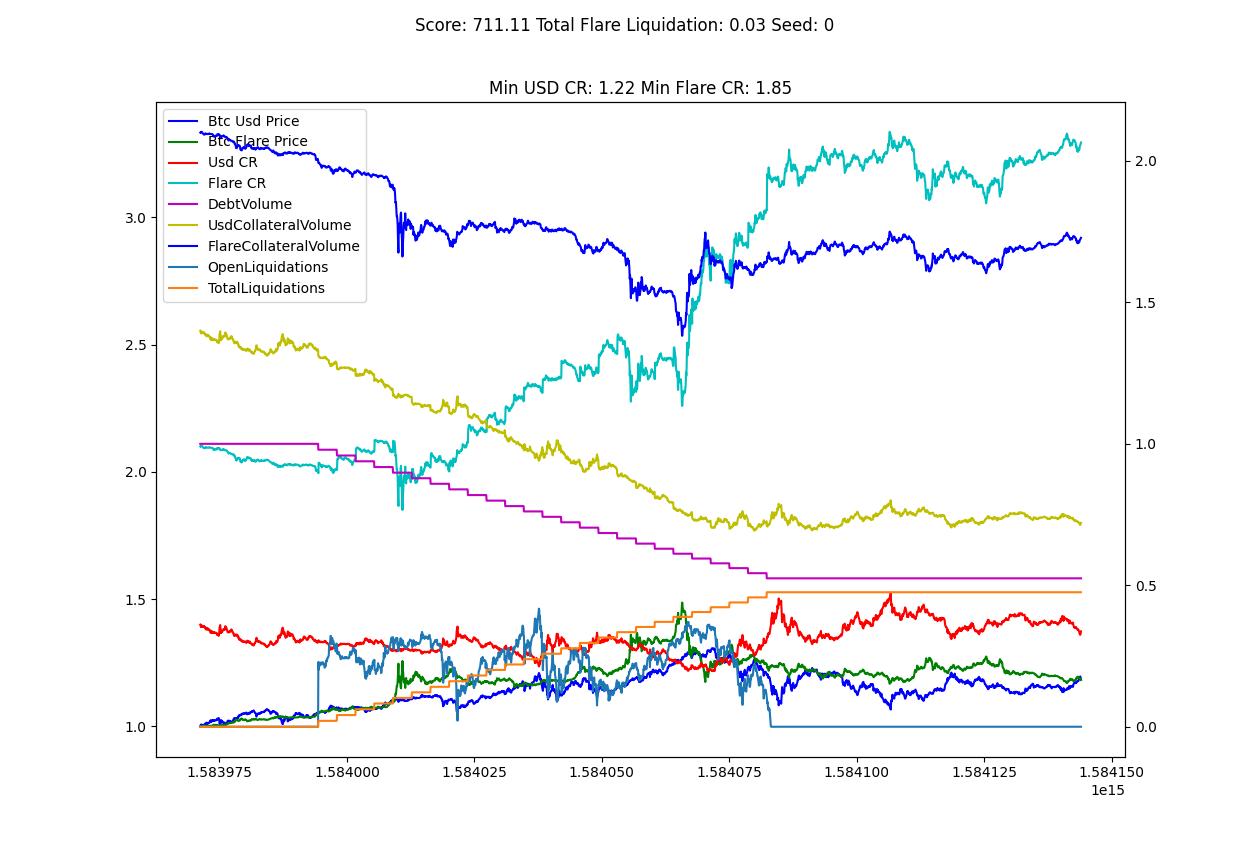 Score: 711.11 Total Flare Liquidation: 0.03 Seed: 0
Min USD CR: 1.22 Min Flare CR: 1.85
Btc Usd Price
Btc Flare Price
Usd CR
Flare CR
DebtVolume
UsdCollateralVolume
FlareCollateralVolume
OpenLiquidations
TotalLiquidations
3.0
2.5
2.0
1.5
1.0
2.0
1.5
1.0
0.5
0.0
1.583975 1.584000 1.584025 1.584050 1.584075 1.584100 1.584125 1.584150
1e15